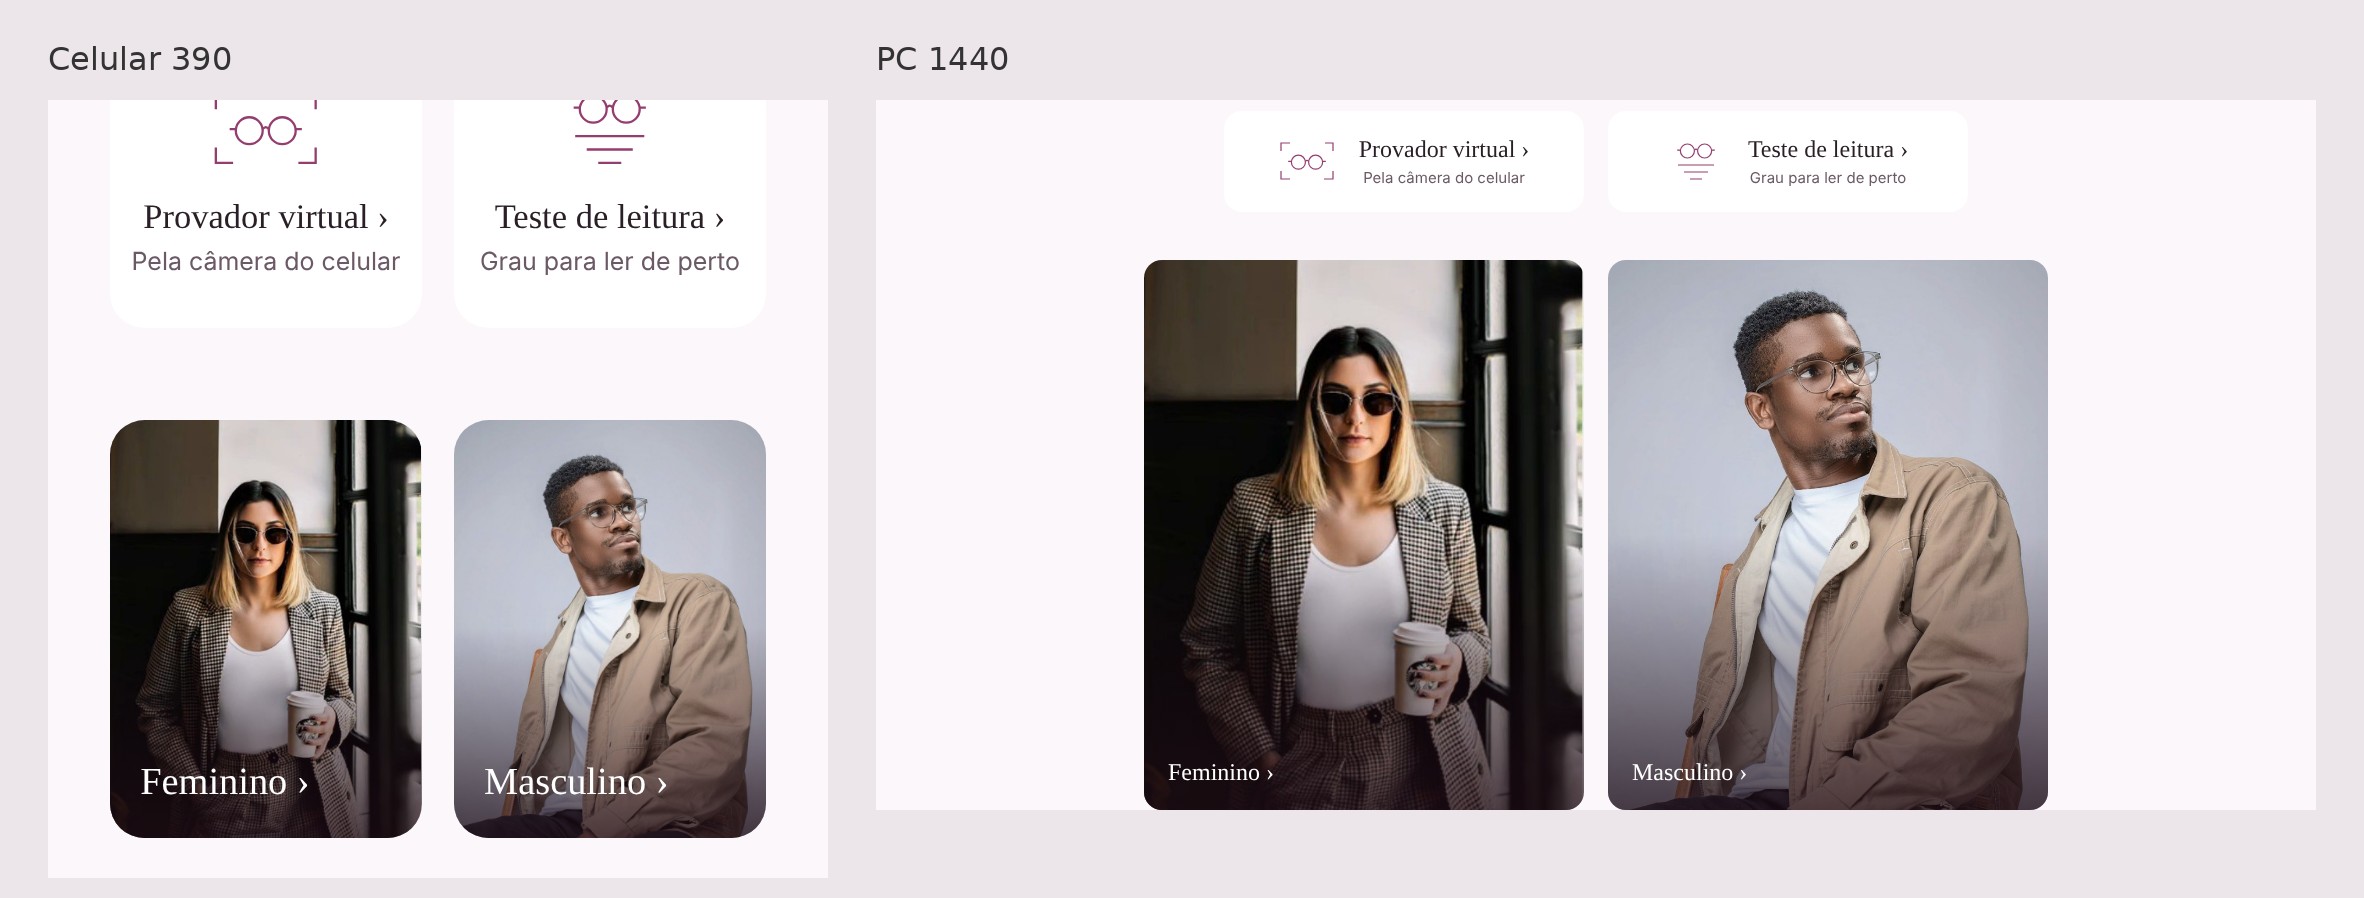 Celular 390
Provador virtual ›
Pela câmera do celular
Teste de leitura ›
Grau para ler de perto
Feminino ›
Masculino ›
PC 1440
Provador virtual ›
Pela câmera do celular
Teste de leitura ›
Grau para ler de perto
Feminino ›
Masculino ›